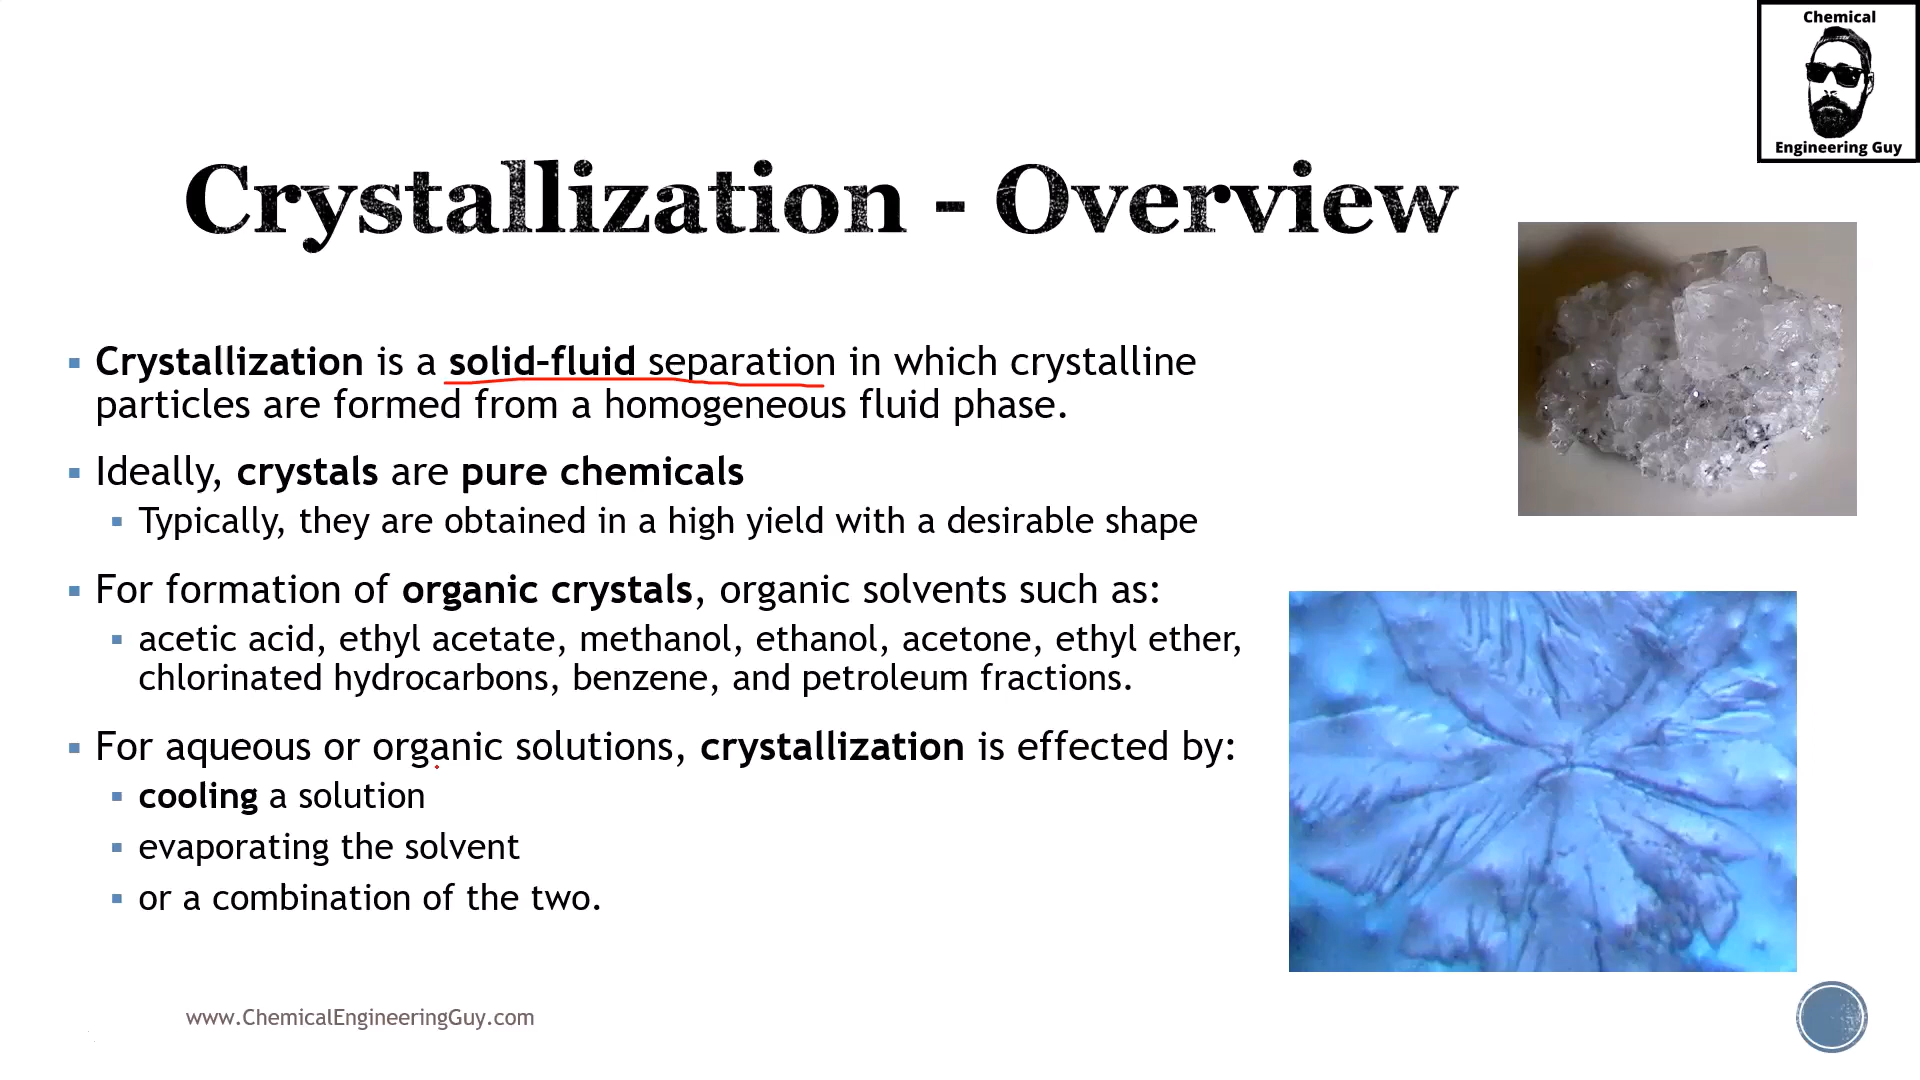 Chemical
Engineering Guy
Crystallization - Overview
Crystallization is a solid-fluid separation in which crystalline
particles are formed from a homogeneous fluid phase.
Ideally, crystals are pure chemicals
Typically, they are obtained in a high yield with a desirable shape
For formation of organic crystals, organic solvents such as:
acetic acid, ethyl acetate, methanol, ethanol, acetone, ethyl ether,
chlorinated hydrocarbons, benzene, and petroleum fractions.
For aqueous or organic solutions, crystallization is effected by:
cooling a solution
evaporating the solvent
or a combination of the two.
www.ChemicalEngineeringGuy.com